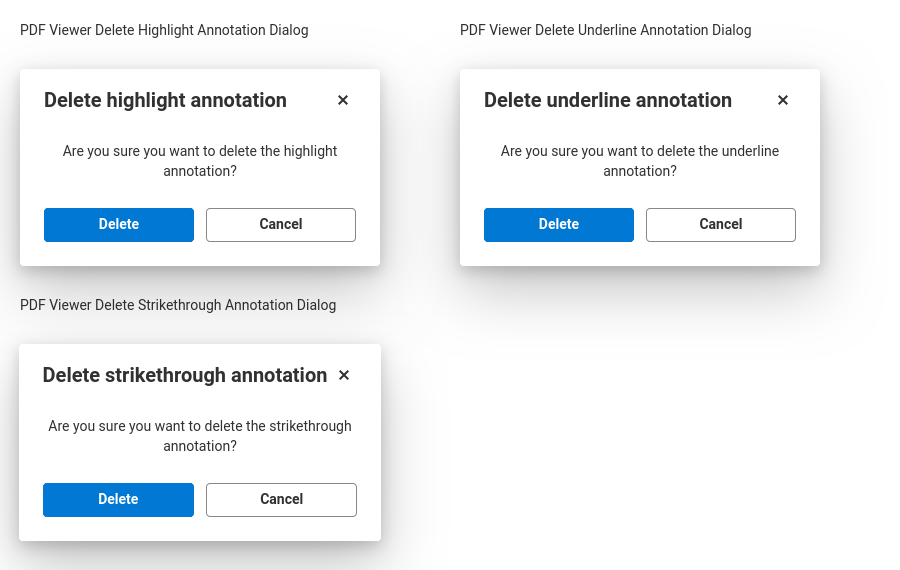 PDF Viewer Delete Highlight Annotation Dialog
Delete highlight annotation ×
Are you sure you want to delete the highlight
annotation?
Delete Cancel
PDF Viewer Delete Underline Annotation Dialog
Delete underline annotation ×
Are you sure you want to delete the underline
annotation?
Delete Cancel
PDF Viewer Delete Strikethrough Annotation Dialog
Delete strikethrough annotation ×
Are you sure you want to delete the strikethrough
annotation?
Delete Cancel